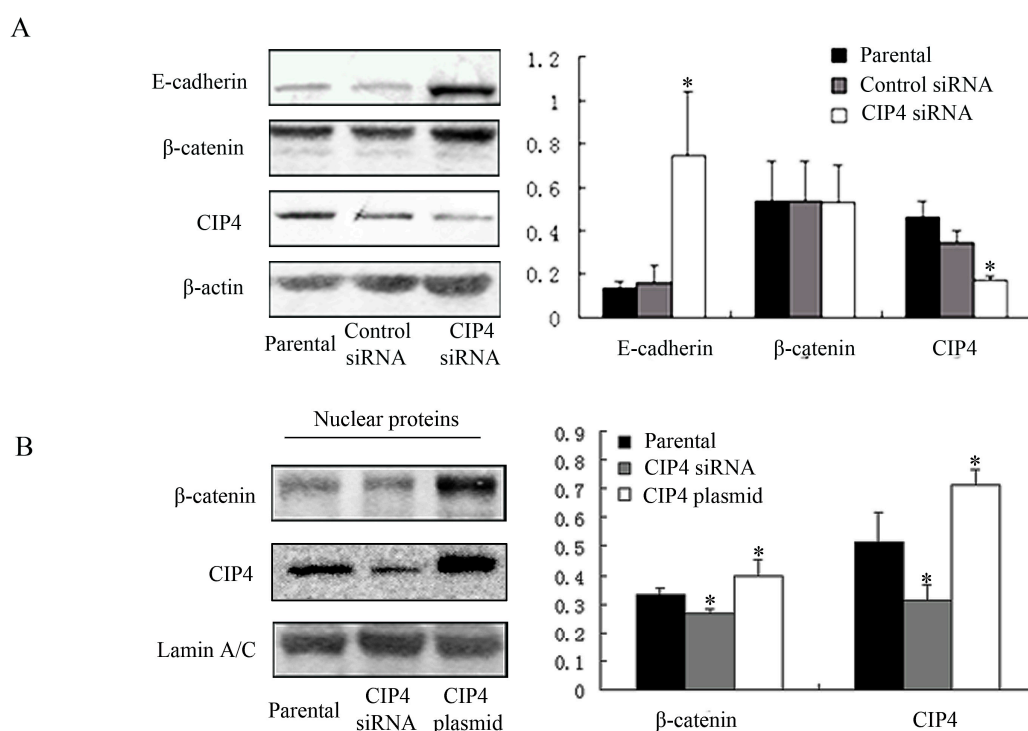 A
E-cadherin
β-catenin
CIP4
β-actin
Parental
Control
siRNA
CIP4
siRNA
1.2
1
0.8
0.6
0.4
0.2
0
Parental
Control siRNA
CIP4 siRNA
*
*
E-cadherin
β-catenin
CIP4
B
Nuclear proteins
β-catenin
CIP4
Lamin A/C
Parental
CIP4
siRNA
CIP4
plasmid
0.9
0.8
0.7
0.6
0.5
0.4
0.3
0.2
0.1
0
Parental
CIP4 siRNA
CIP4 plasmid
*
*
*
*
β-catenin
CIP4